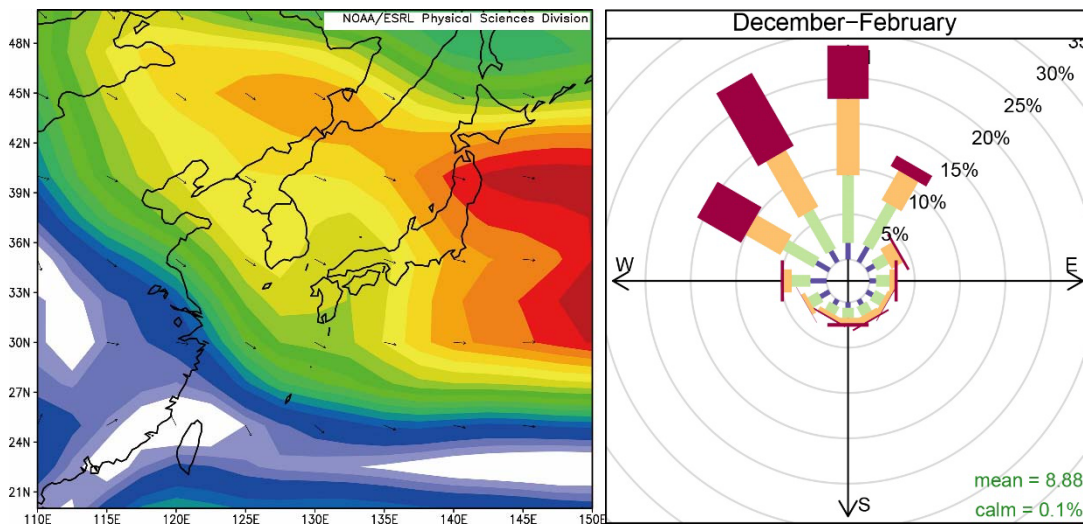 NOAA/ESRL Physical Sciences Division
48N
45N
42N
39N
36N
33N
30N
27N
24N
21N
110E
115E
120E
125E
130E
135E
140E
145E
150E
December−February
30%
25%
20%
15%
10%
5%
W
E
S
mean = 8.88
calm = 0.1%